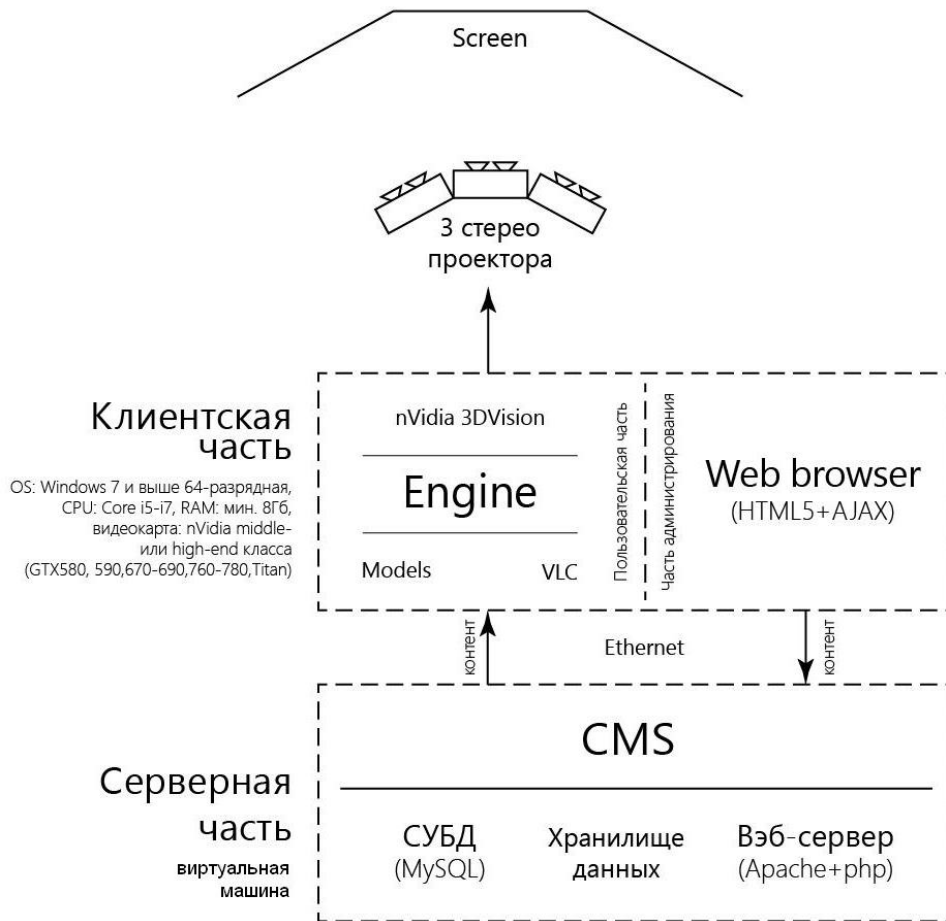 Screen
3 стерео
проектора
Клиентская
часть
OS: Windows 7 и выше 64-разрядная,
CPU: Core i5-i7, RAM: мин. 8Гб,
видеокарта: nVidia middle-
или high-end класса
(GTX580, 590,670-690,760-780,Titan)
nVidia 3DVision
Engine
Models
VLC
Пользовательская часть
Часть администрирования
Web browser
(HTML5+AJAX)
контент
Ethernet
контент
Серверная
часть
виртуальная
машина
CMS
СУБД
(MySQL)
Хранилище
данных
Вэб-сервер
(Apache+php)